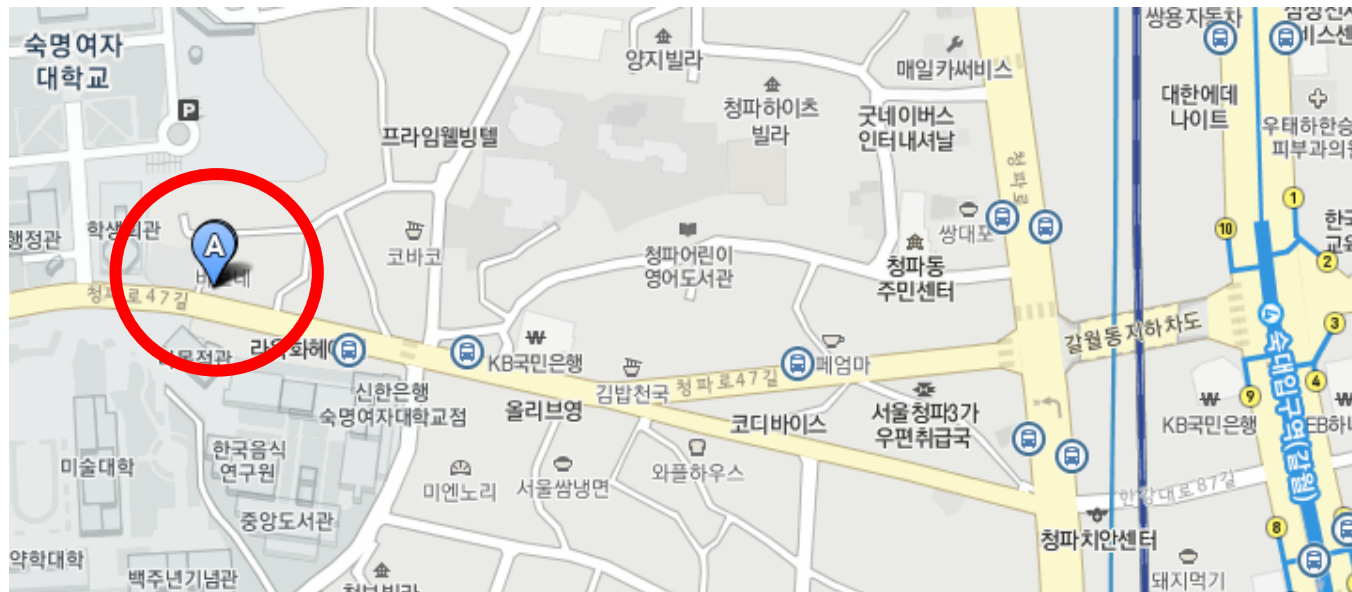 숙명여자
대학교
P
양지빌라
매일카써비스
쌍용자동차
대한에데
나이트
우태하한승
피부과의원
청파하이츠
빌라
굿네이버스
인터내셔날
프라임웰빙텔
청파로
1
10
2
3
4
9
8
행정관
학생회관
A
코바코
청파어린이
영어도서관
쌍대포
청파동
주민센터
청파로47길
갈월동지하차도
4 숙대입구역(갈월)
KB국민은행
페엄마
김밥천국
청파로47길
신한은행
숙명여자대학교점
올리브영
코디바이스
서울청파3가
우편취급국
KB국민은행
한국음식
연구원
미술대학
미엔노리
서울쌈냉면
와플하우스
한강대로87길
중앙도서관
청파치안센터
약학대학
백주년기념관
돼지먹기